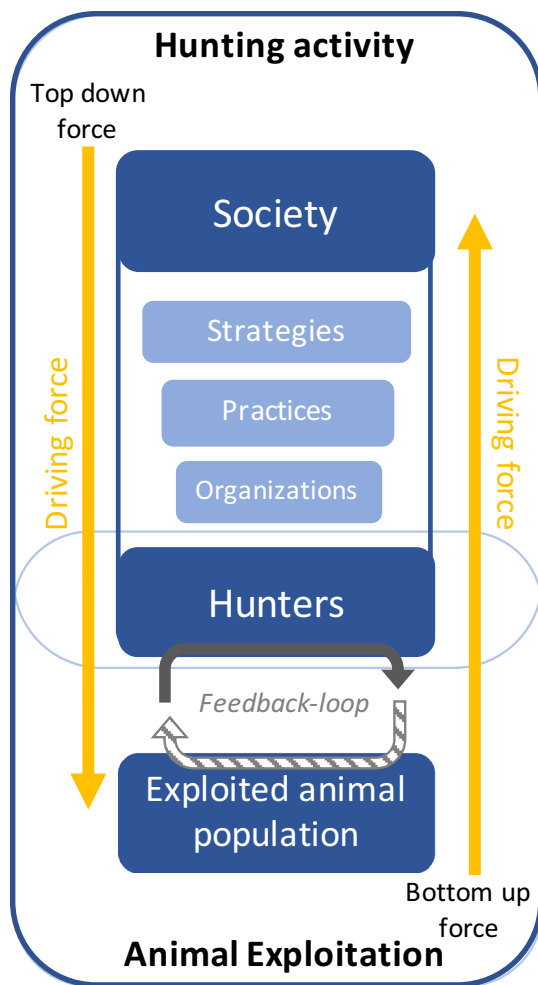 Hunting activity
Top down
force
Society
Strategies
Practices
Organizations
Driving force
Driving force
Hunters
Feedback-loop
Exploited animal
population
Bottom up
force
Animal Exploitation